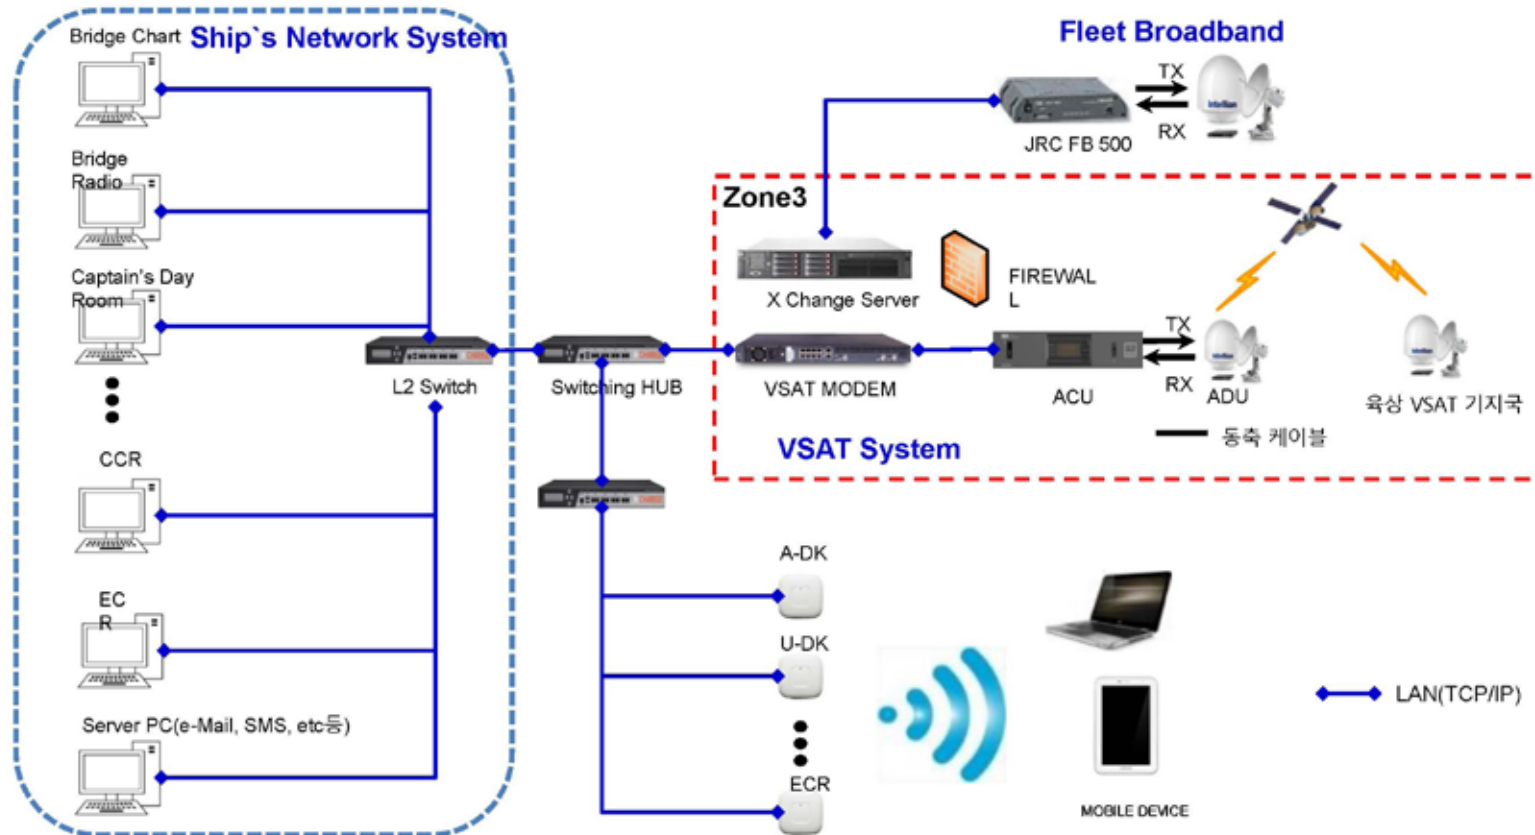 Bridge Chart
Ship`s Network System
Fleet Broadband
TX
RX
JRC FB 500
Intellian
Bridge
Radio
Zone3
Captain's Day
Room
X Change Server
FIREWAL
L
L2 Switch
Switching HUB
VSAT MODEM
ACU
TX
RX
ADU
Intellian
Intellian
육상 VSAT 기지국
동축 케이블
VSAT System
CCR
EC
R
Server PC(e-Mail, SMS, etc등)
A-DK
U-DK
ECR
MOBILE DEVICE
LAN(TCP/IP)